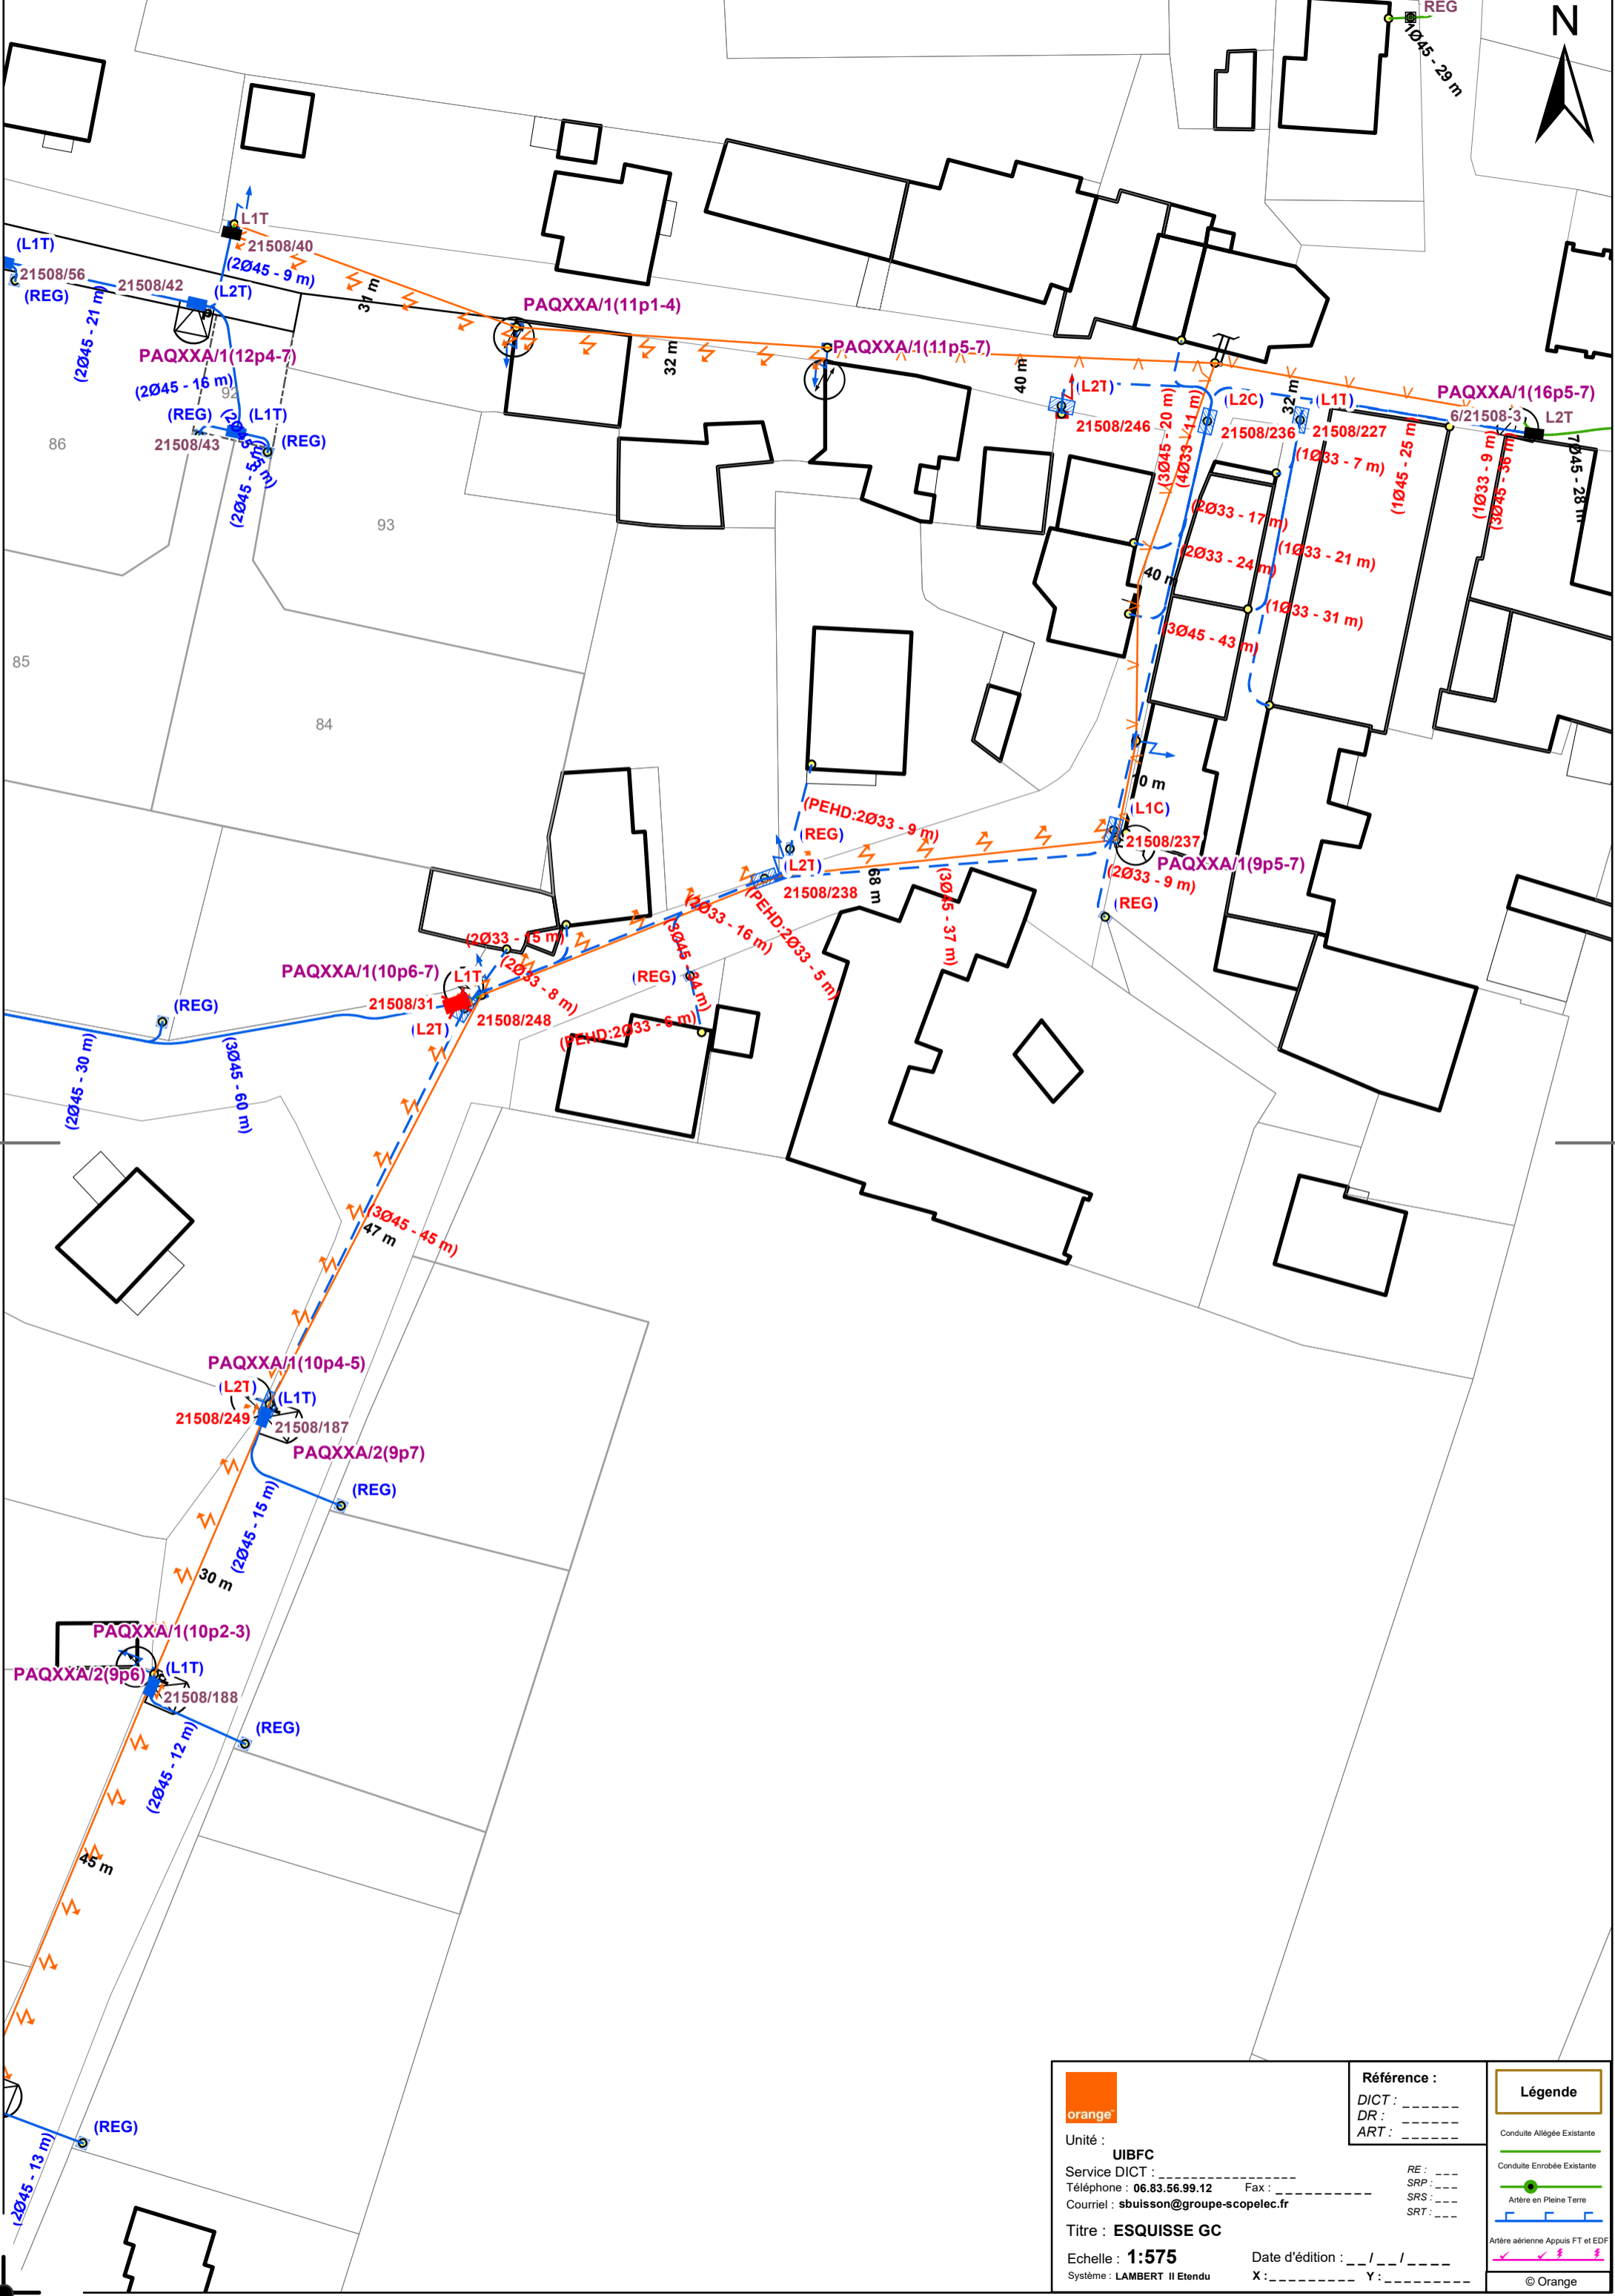 REG
1Ø45 - 29 m
N
L1T
21508/40
(L1T)
21508/56
(REG)
21508/42
(2Ø45 - 9 m)
(L2T)
31 m
(2Ø45 - 21 m)
PAQXXA/1(11p1-4)
PAQXXA/1(12p4-7)
(2Ø45 - 16 m)
92
(REG)
(L1T)
(REG)
21508/43
(2Ø45 - 5 m)
86
93
85
84
32 m
PAQXXA/1(11p5-7)
40 m
(L2T)
21508/246
(3Ø45 - 20 m)
(4Ø33 - 11 m)
(L2C)
21508/236
32 m
(L1T)
21508/227
PAQXXA/1(16p5-7)
6/21508-3
L2T
(1Ø33 - 7 m)
(1Ø45 - 25 m)
(1Ø33 - 9 m)
(3Ø45 - 36 m)
7Ø45 - 28 m
(2Ø33 - 17 m)
(2Ø33 - 24 m)
(1Ø33 - 21 m)
40 m
(1Ø33 - 31 m)
(3Ø45 - 43 m)
10 m
(L1C)
21508/237
PAQXXA/1(9p5-7)
(2Ø33 - 9 m)
(REG)
(PEHD:2Ø33 - 9 m)
(REG)
(L2T)
21508/238
68 m
(3Ø45 - 37 m)
(2Ø33 - 16 m)
(PEHD:2Ø33 - 5 m)
(2Ø33 - 15 m)
(2Ø33 - 8 m)
(3Ø45 - 34 m)
(REG)
(PEHD:2Ø33 - 6 m)
PAQXXA/1(10p6-7)
L1T
21508/31
21508/248
(L2T)
(REG)
(2Ø45 - 30 m)
(3Ø45 - 60 m)
(3Ø45 - 45 m)
47 m
PAQXXA/1(10p4-5)
(L2T)
(L1T)
21508/249
21508/187
PAQXXA/2(9p7)
(REG)
(2Ø45 - 15 m)
30 m
PAQXXA/1(10p2-3)
(L1T)
PAQXXA/2(9p6)
21508/188
(REG)
(2Ø45 - 12 m)
45 m
(REG)
(2Ø45 - 13 m)
orange
Unité :
UIBFC
Service DICT : _ _ _ _ _ _ _ _ _ _ _ _ _ _ _ _ _
Téléphone : 06.83.56.99.12 Fax : _ _ _ _ _ _ _ _ _ _ _
Courriel : sbuisson@groupe-scopelec.fr
Titre : ESQUISSE GC
Echelle : 1:575
Date d'édition : _ _ / _ _ / _ _ _ _
Système : LAMBERT II Etendu X : _ _ _ _ _ _ _ _ _ Y : _ _ _ _ _ _ _ _ _
Référence :
DICT : _ _ _ _ _ _
DR : _ _ _ _ _ _
ART : _ _ _ _ _ _
RE : _ _ _
SRP : _ _ _
SRS : _ _ _
SRT : _ _ _
Légende
Conduite Allégée Existante
Conduite Enrobée Existante
Artère en Pleine Terre
Artère aérienne Appuis FT et EDF
© Orange